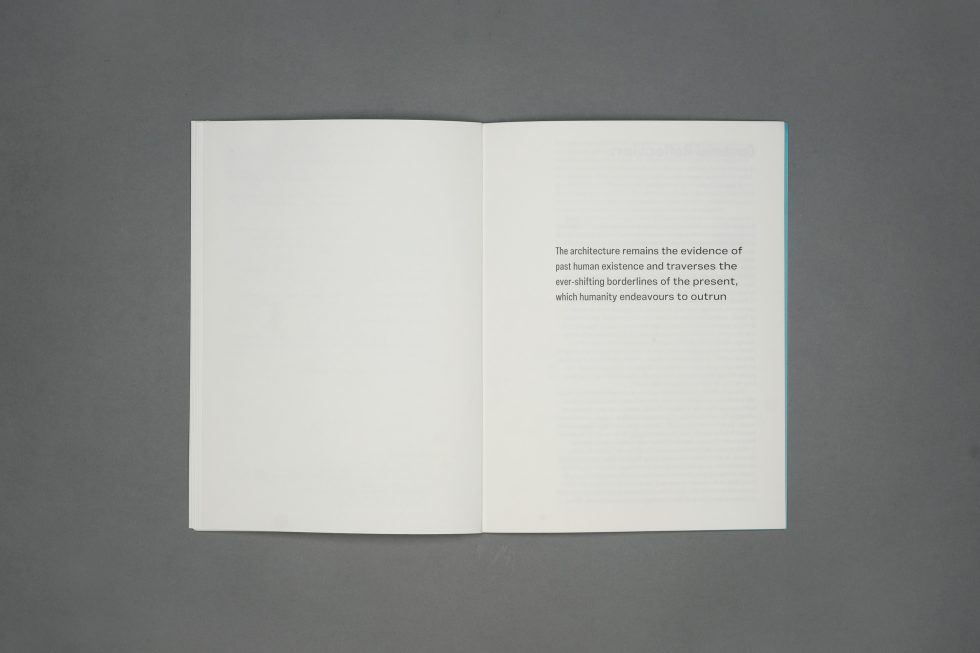 The architecture remains the evidence of
past human existence and traverses the
ever-shifting borderlines of the present,
which humanity endeavours to outrun